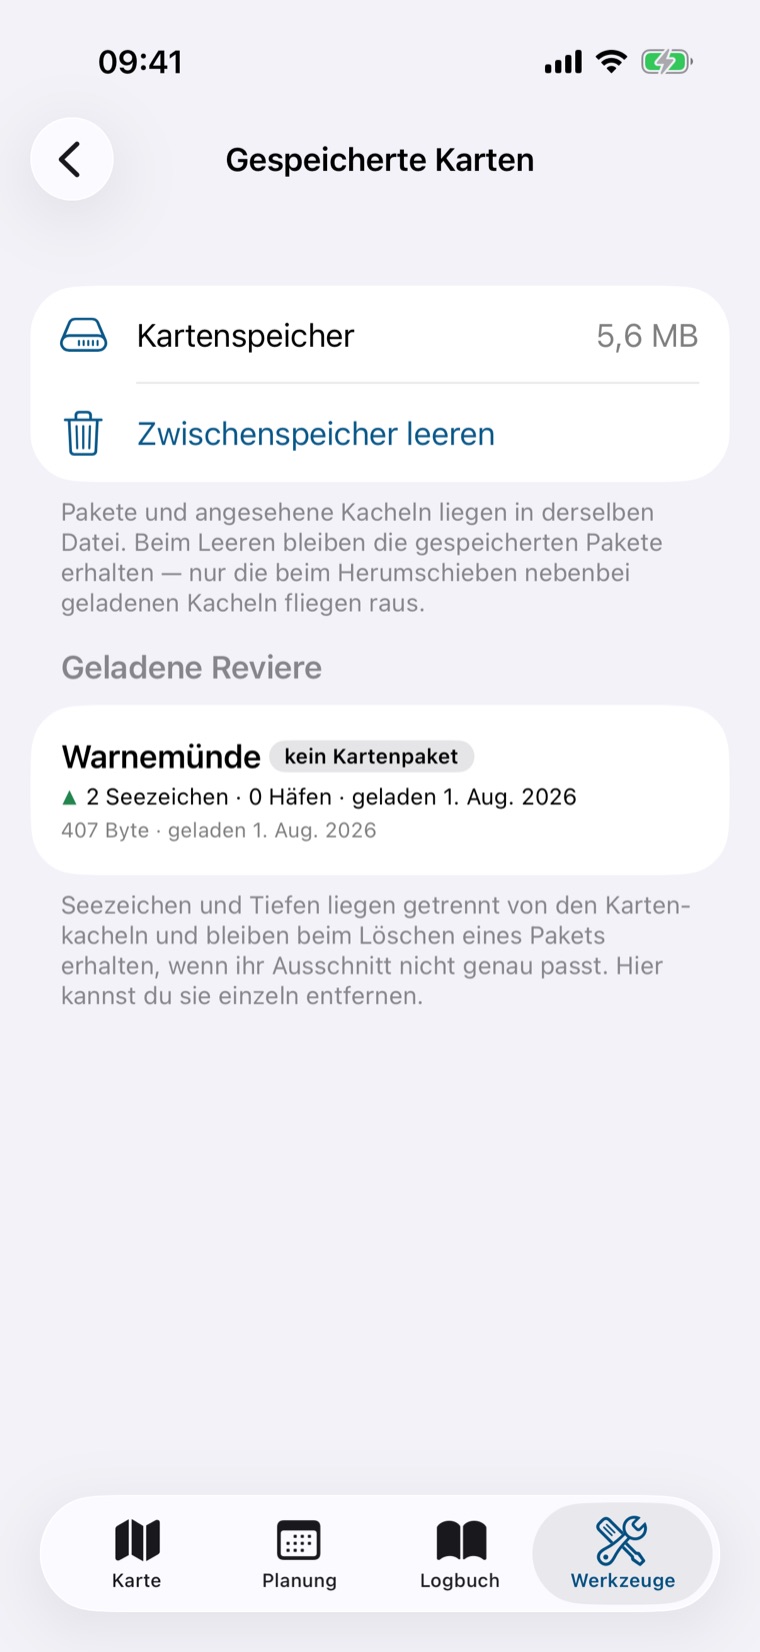 09:41
Gespeicherte Karten
Kartenspeicher 5,6 MB
Zwischenspeicher leeren
Pakete und angesehene Kacheln liegen in derselben
Datei. Beim Leeren bleiben die gespeicherten Pakete
erhalten — nur die beim Herumschieben nebenbei
geladenen Kacheln fliegen raus.
Geladene Reviere
Warnemünde kein Kartenpaket
▲ 2 Seezeichen · 0 Häfen · geladen 1. Aug. 2026
407 Byte · geladen 1. Aug. 2026
Seezeichen und Tiefen liegen getrennt von den Karten-
kacheln und bleiben beim Löschen eines Pakets
erhalten, wenn ihr Ausschnitt nicht genau passt. Hier
kannst du sie einzeln entfernen.
Karte Planung Logbuch Werkzeuge